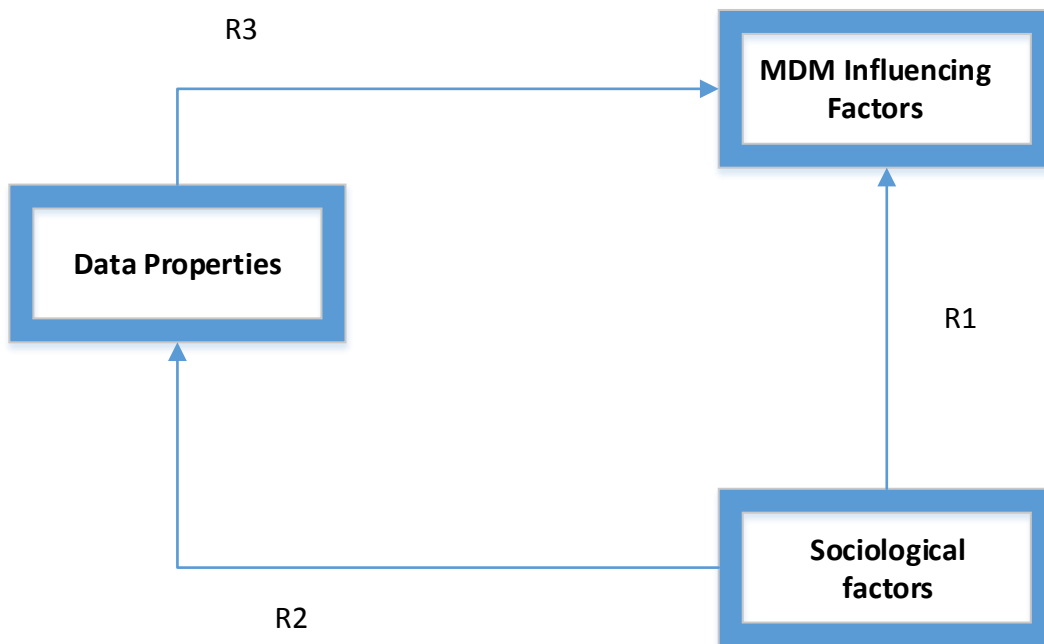 R3
MDM Influencing
Factors
Data Properties
R1
Sociological
factors
R2